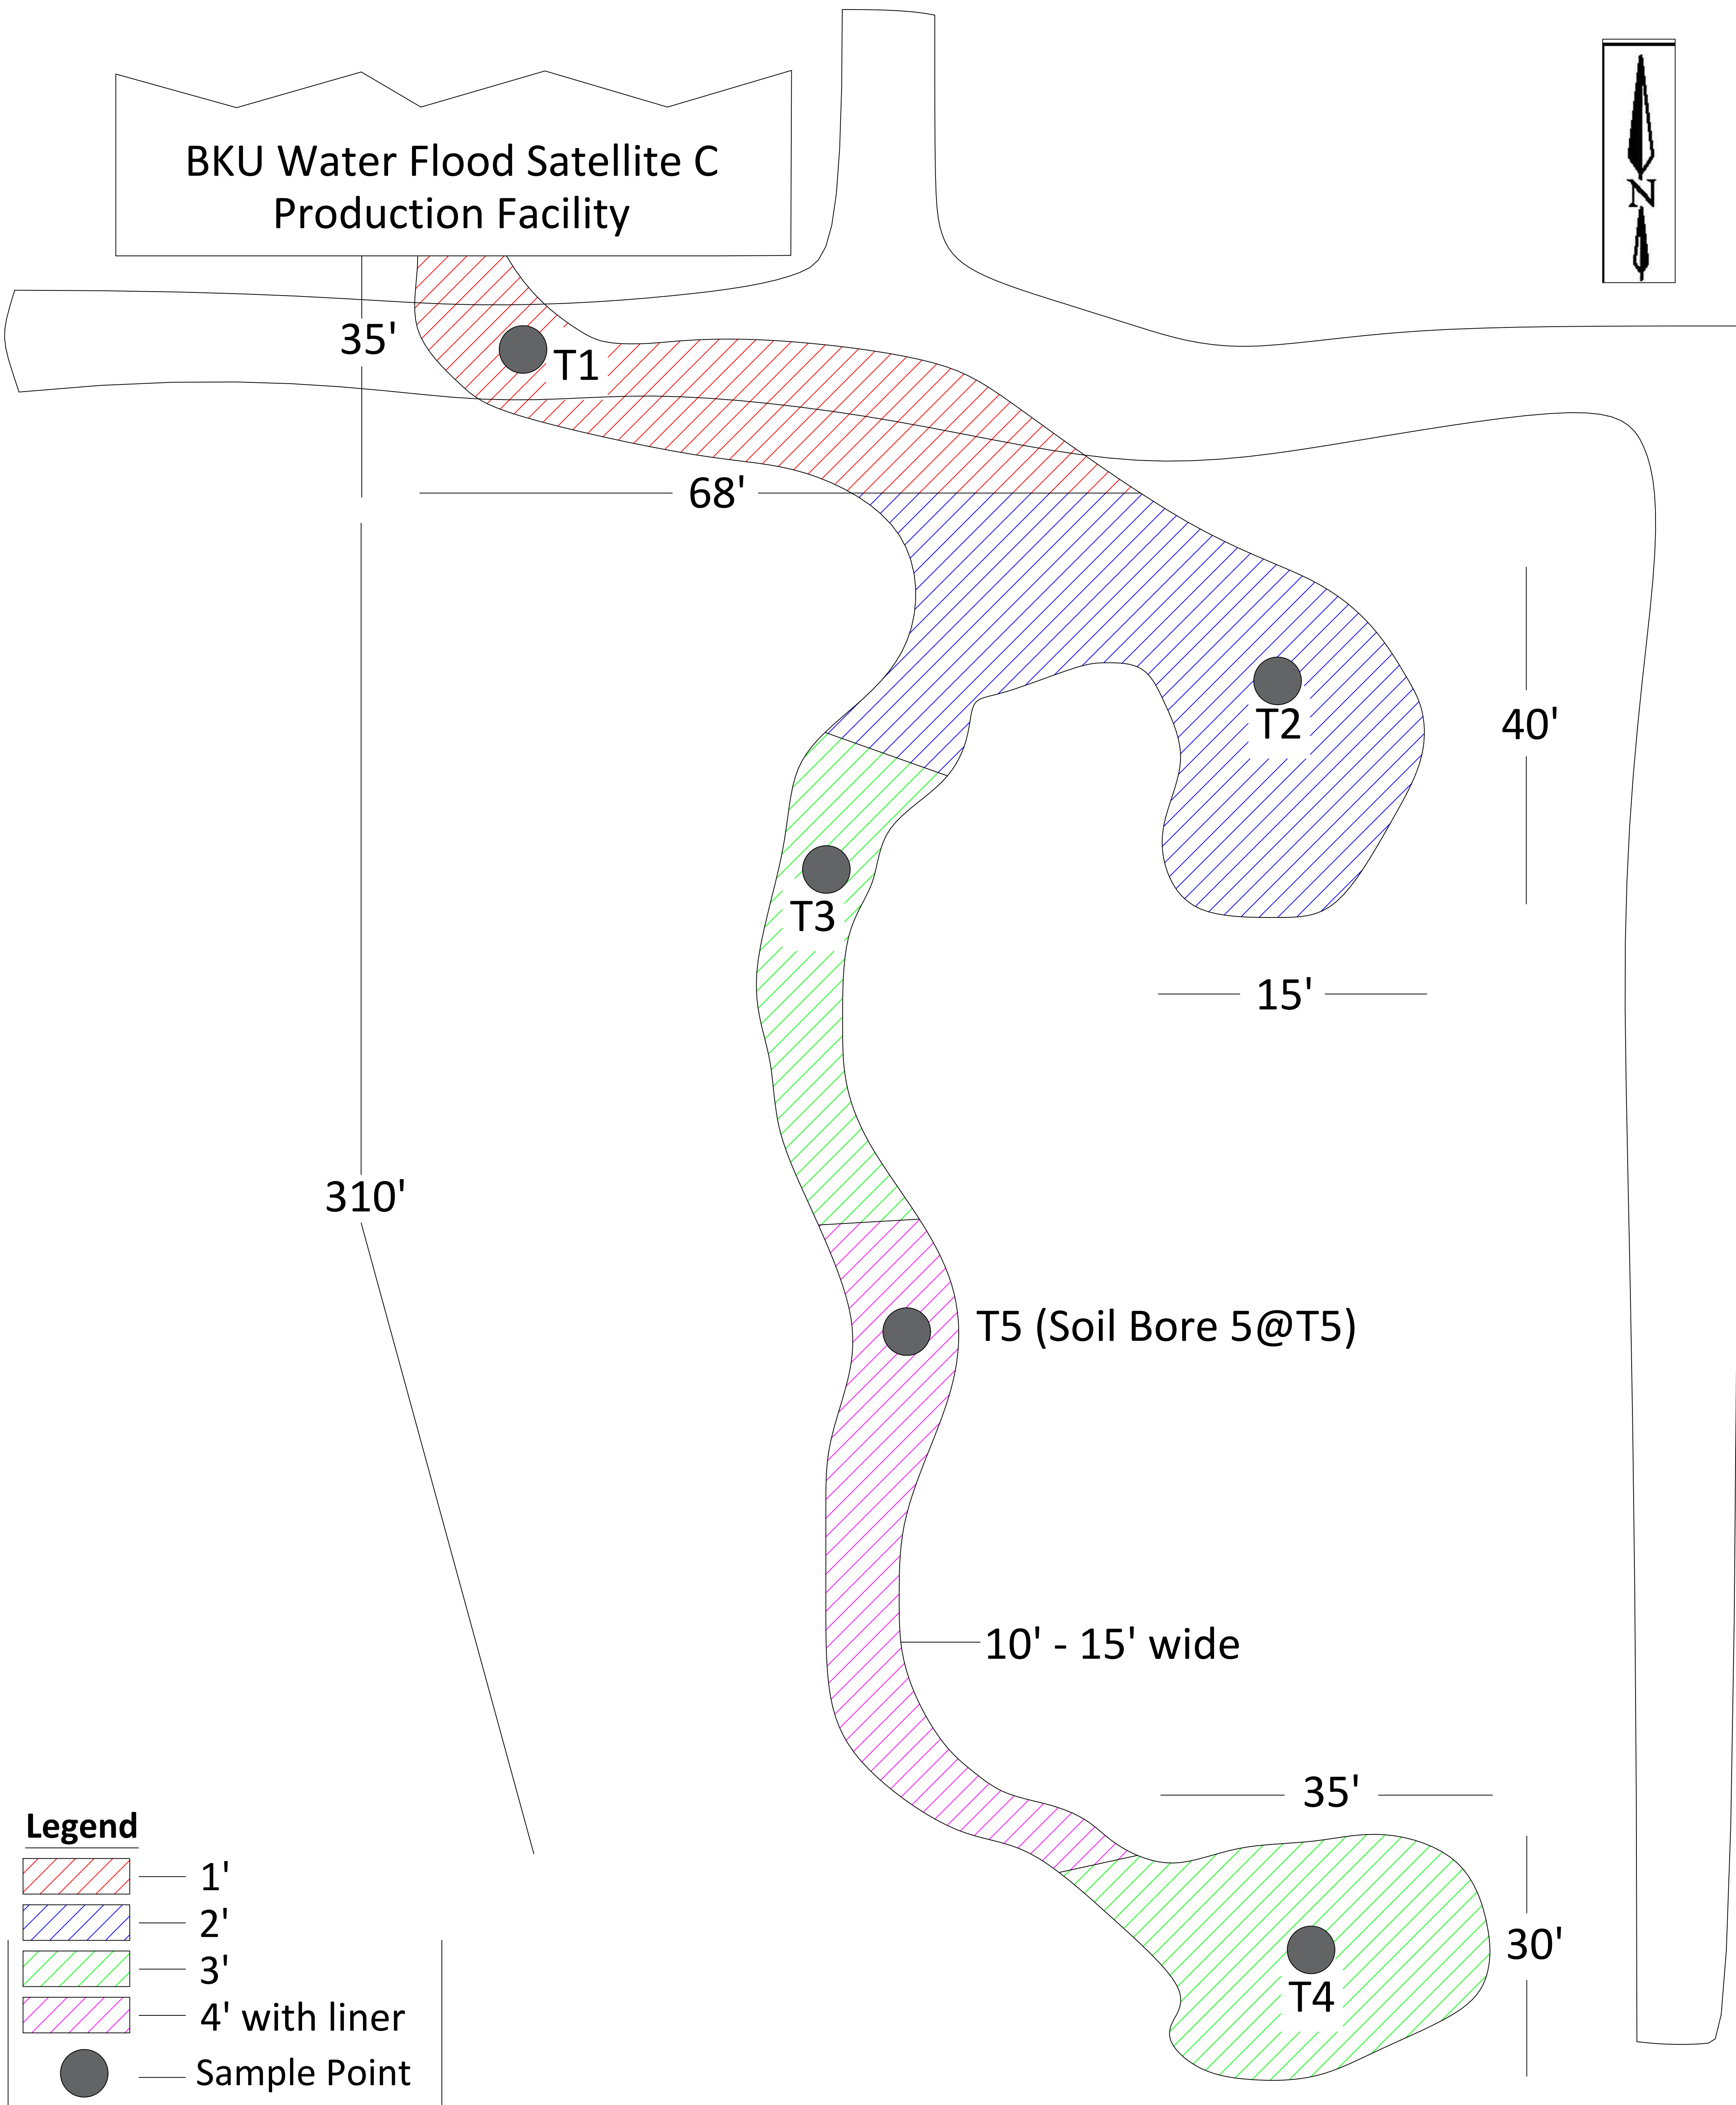 BKU Water Flood Satellite C
Production Facility
N
35'
T1
68'
T2
40'
T3
15'
310'
T5 (Soil Bore 5@T5)
10' - 15' wide
35'
30'
T4
Legend
1'
2'
3'
4' with liner
Sample Point